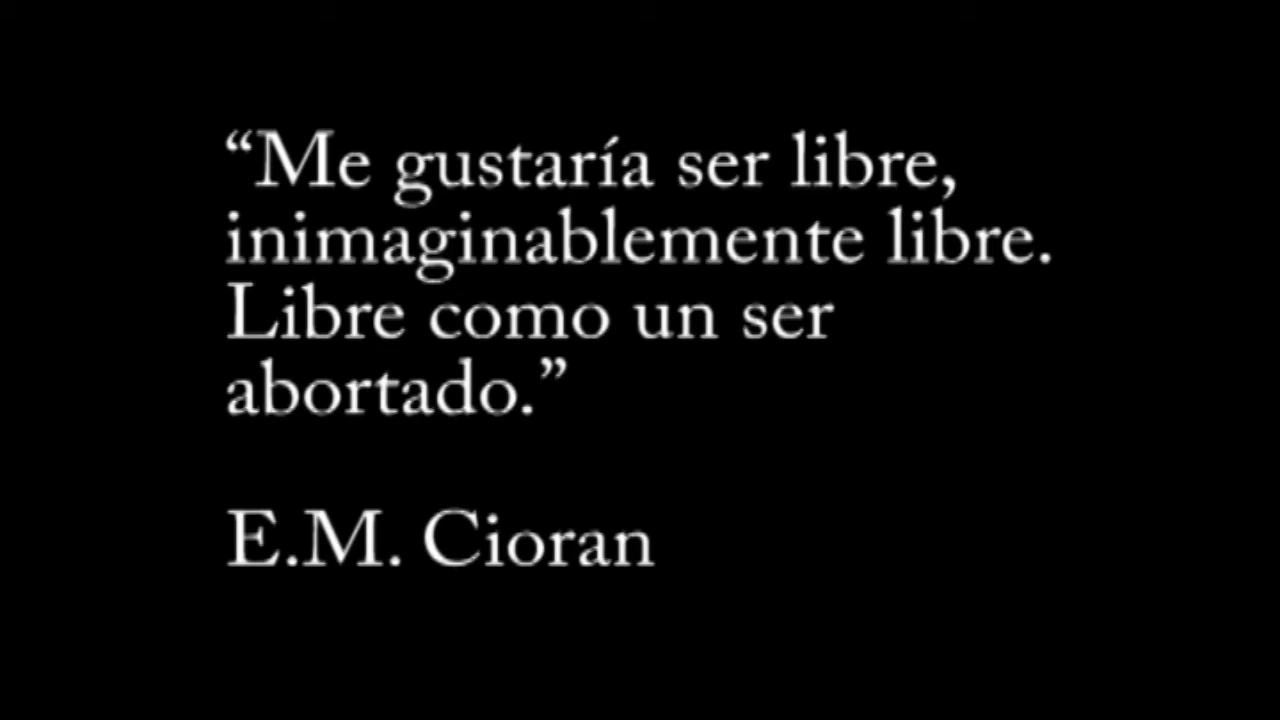 “Me gustaría ser libre,
inimaginablemente libre.
Libre como un ser
abortado.”
E.M. Cioran